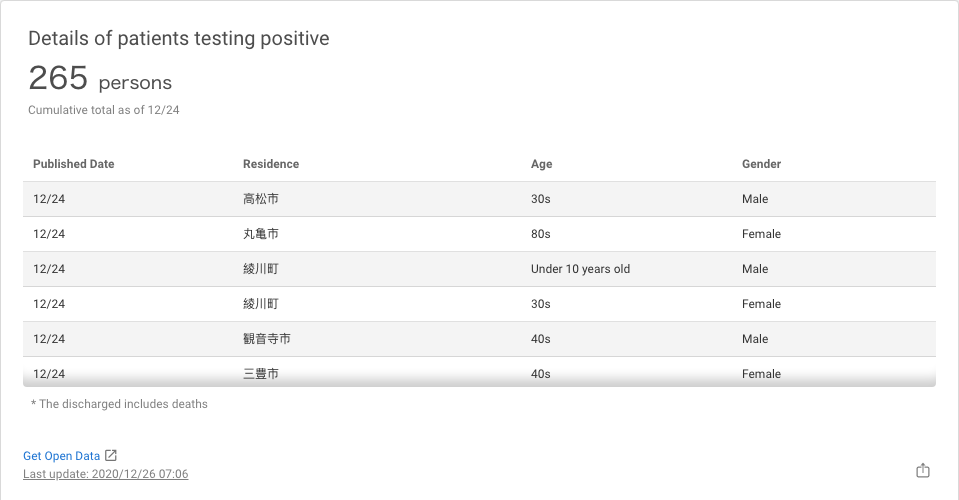 Details of patients testing positive
265 persons
Cumulative total as of 12/24
Published Date Residence Age Gender
12/24 高松市 30s Male
12/24 丸亀市 80s Female
12/24 綾川町 Under 10 years old Male
12/24 綾川町 30s Female
12/24 観音寺市 40s Male
12/24 三豊市 40s Female
* The discharged includes deaths
Get Open Data
Last update: 2020/12/26 07:06